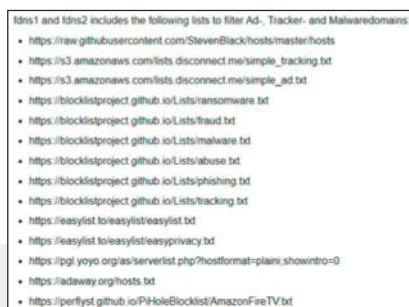 fdns1 and fdns2 includes the following lists to filter Ad-, Tracker- and Malwaredomains:
• https://raw.githubusercontent.com/StevenBlack/hosts/master/hosts
• https://s3.amazonaws.com/lists.disconnect.me/simple_tracking.txt
• https://s3.amazonaws.com/lists.disconnect.me/simple_ad.txt
• https://blocklistproject.github.io/Lists/ransomware.txt
• https://blocklistproject.github.io/Lists/fraud.txt
• https://blocklistproject.github.io/Lists/malware.txt
• https://blocklistproject.github.io/Lists/abuse.txt
• https://blocklistproject.github.io/Lists/phishing.txt
• https://blocklistproject.github.io/Lists/tracking.txt
• https://easylist.to/easylist/easylist.txt
• https://easylist.to/easylist/easyprivacy.txt
• https://pgl.yoyo.org/as/serverlist.php?hostformat=plaini;showintro=0
• https://adaway.org/hosts.txt
• https://perflyst.github.io/PiHoleBlocklist/AmazonFireTV.txt